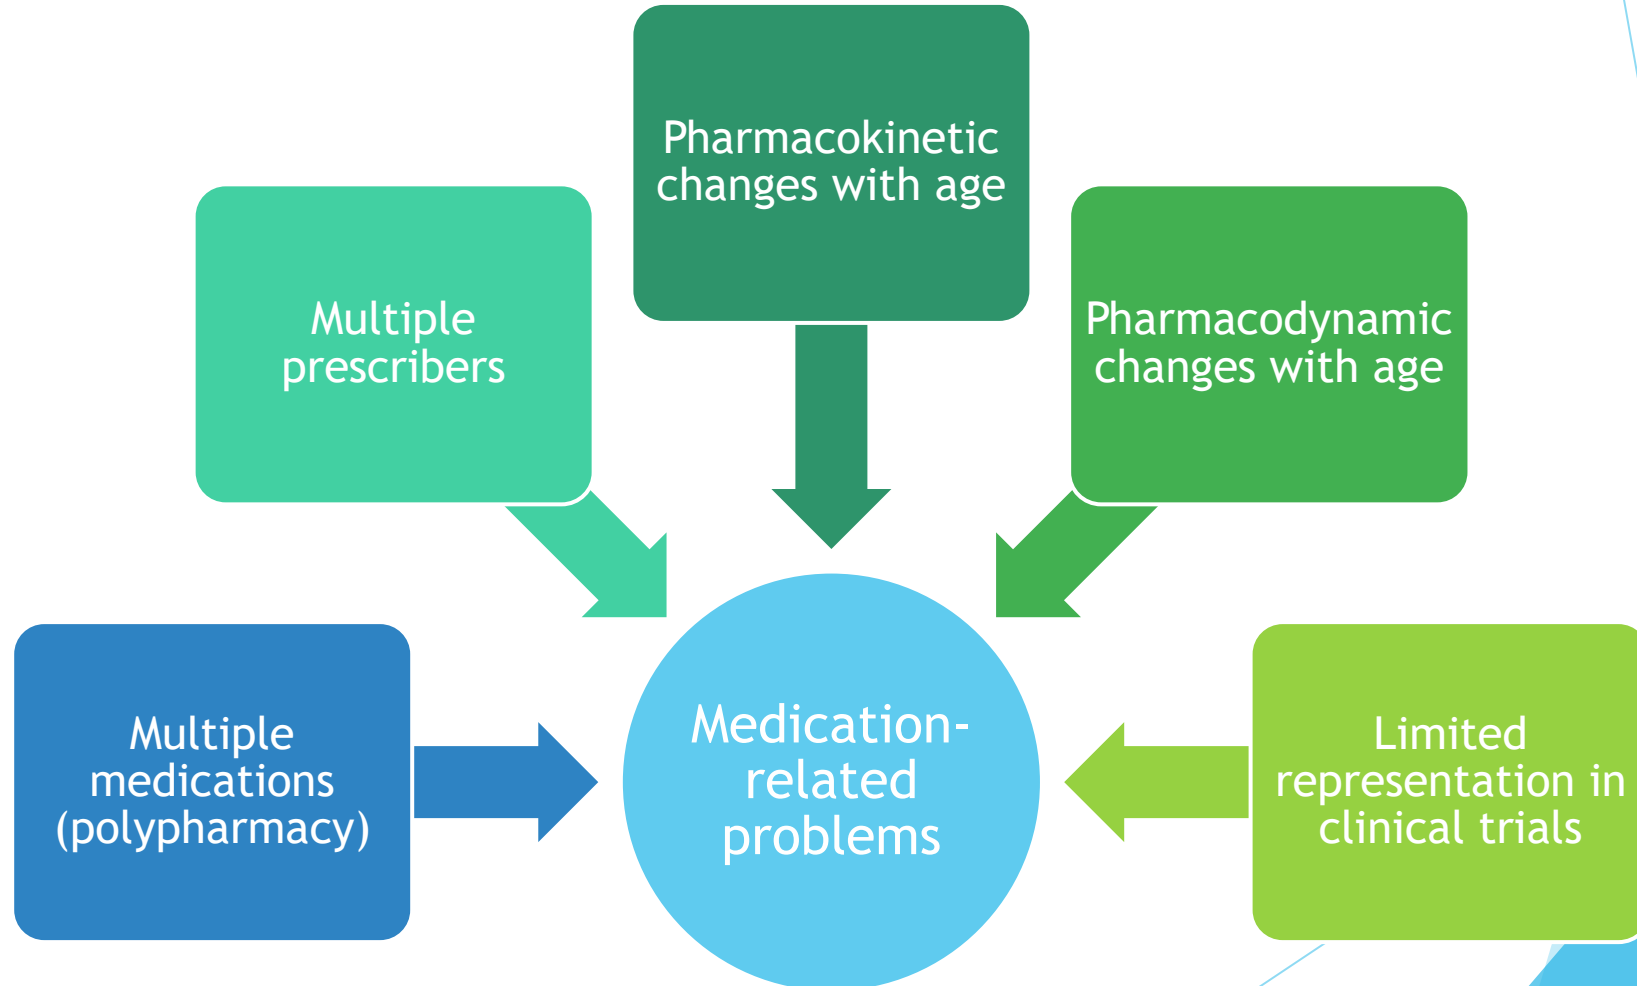 Pharmacokinetic
changes with age
Multiple
prescribers
Pharmacodynamic
changes with age
Multiple
medications
(polypharmacy)
Medication-
related
problems
Limited
representation in
clinical trials